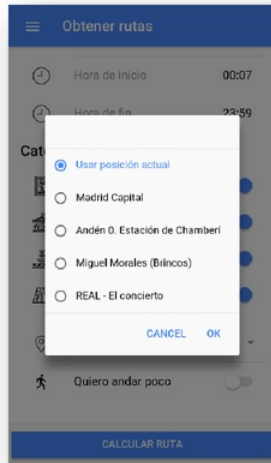 Obtener rutas
Hora de inicio 00:07
Hora de fin 23:59
Cat
Usar posición actual
Madrid Capital
Andén 0. Estación de Chamberí
Miguel Morales (Brincos)
REAL - El concierto
CANCEL OK
Quiero andar poco
CALCULAR RUTA